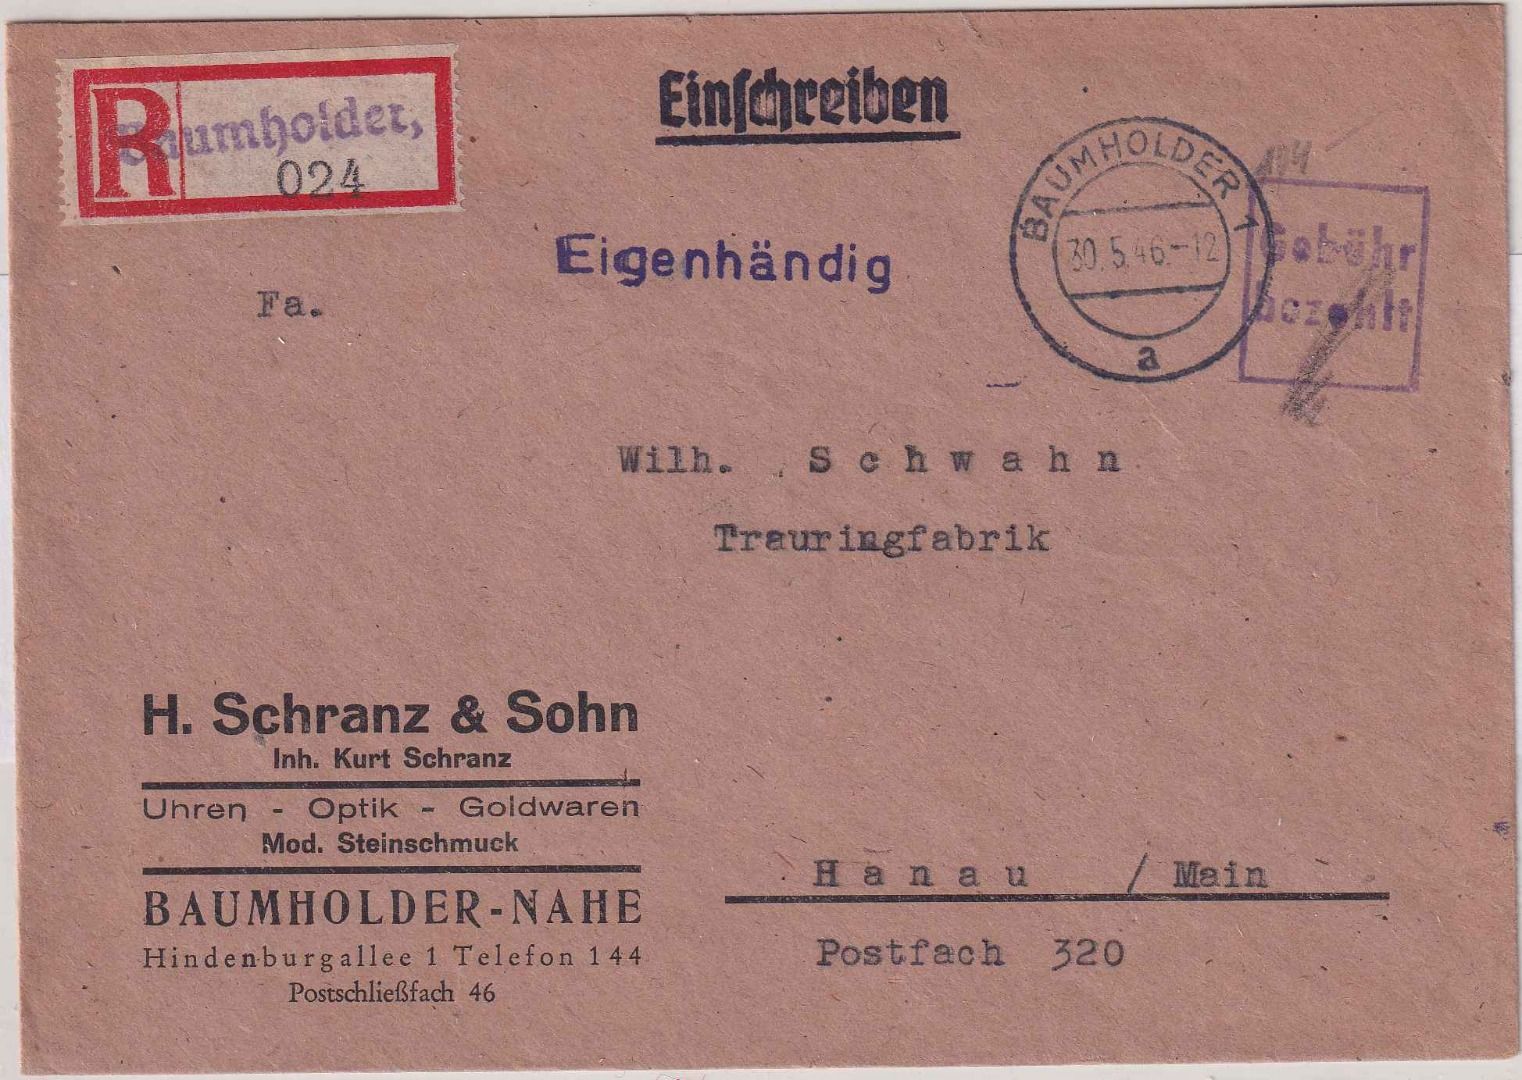 R Baumholder,
024
Einschreiben
Eigenhändig
BAUMHOLDER 1
30.5.46.-12
a
Gebühr
bezahlt
Fa.
Wilh. Schwahn
Trauringfabrik
H. Schranz & Sohn
Inh. Kurt Schranz
Uhren - Optik - Goldwaren
Mod. Steinschmuck
BAUMHOLDER-NAHE
Hindenburgallee 1 Telefon 144
Postschließfach 46
Hanau / Main
Postfach 320